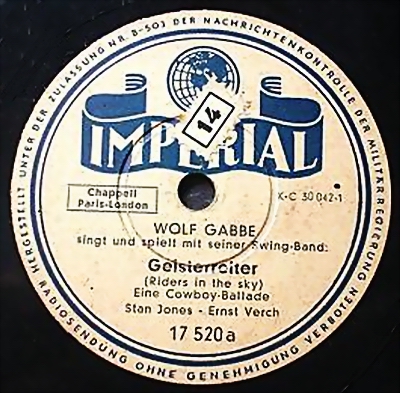 HERGESTELLT UNTER DER ZULASSUNG NR. B-503 DER NACHRICHTENKONTROLLE DER MILITÄR-REGIERUNG
IMPERIAL
14
Chappell
Paris-London
K-C 30 042-1
WOLF GABBE
singt und spielt mit seiner Swing-Band:
Geisterreiter
(Riders in the sky)
Eine Cowboy-Ballade
Stan Jones - Ernst Verch
17 520 a
RADIOSENDUNG OHNE GENEHMIGUNG VERBOTEN